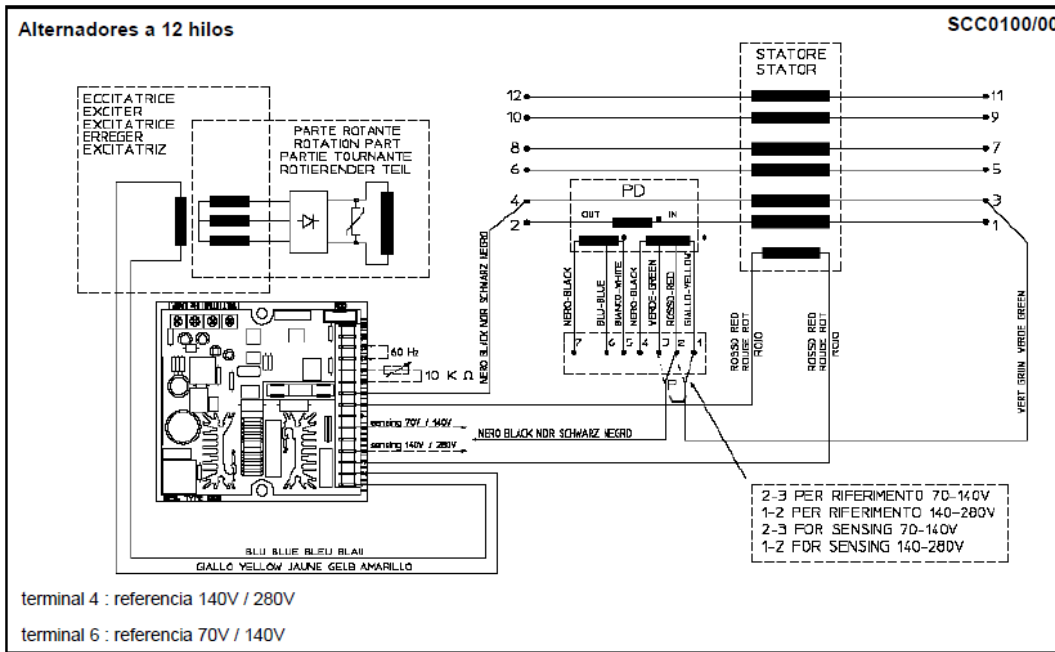 Alternadores a 12 hilos
SCC0100/00
STATORE
STATOR
ECCITATRICE
EXCITER
EXCITATRICE
ERREGER
EXCITATRIZ
PARTE ROTANTE
ROTATION PART
PARTIE TOURNANTE
ROTIERENDER TEIL
12
11
10
9
8
7
6
5
4
3
2
1
PD
OUT
IN
NERO-BLACK
BLU-BLUE
BIANCO-WHITE
NERO-BLACK
VERDE-GREEN
ROSSO-RED
GIALLO-YELLOW
7
6
5
4
3
2
1
NERO BLACK NOR SCHWARZ NEGRO
ROSSO RED
ROUGE ROT
ROJO
ROSSO RED
ROUGE ROT
ROJO
VERT GRÜN VERDE GREEN
60 Hz
10 K Ω
sensing 70V / 140V
sensing 140V / 280V
NERO BLACK NOR SCHWARZ NEGRO
2-3 PER RIFERIMENTO 70-140V
1-2 PER RIFERIMENTO 140-280V
2-3 FOR SENSING 70-140V
1-2 FOR SENSING 140-280V
BLU BLUE BLEU BLAU
GIALLO YELLOW JAUNE GELB AMARILLO
terminal 4 : referencia 140V / 280V
terminal 6 : referencia 70V / 140V